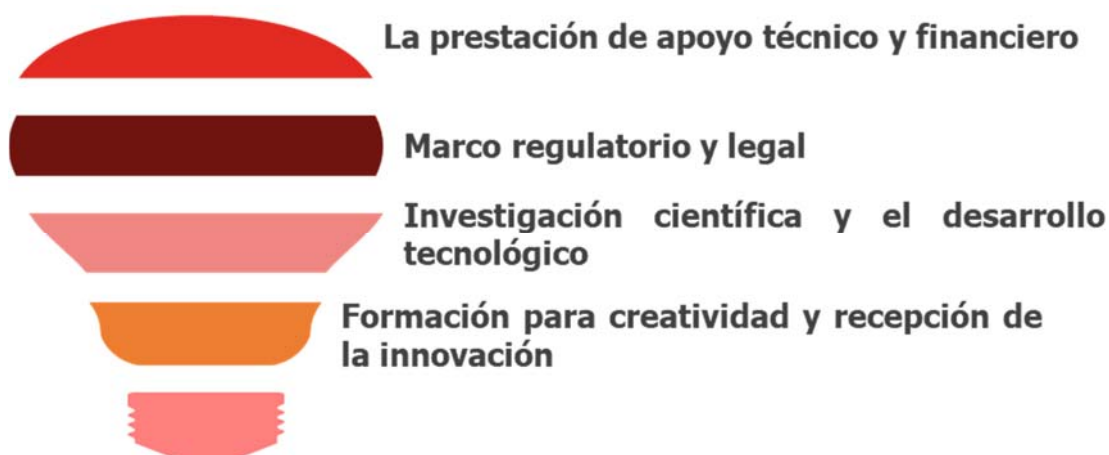 La prestación de apoyo técnico y financiero
Marco regulatorio y legal
Investigación científica y el desarrollo
tecnológico
Formación para creatividad y recepción de
la innovación